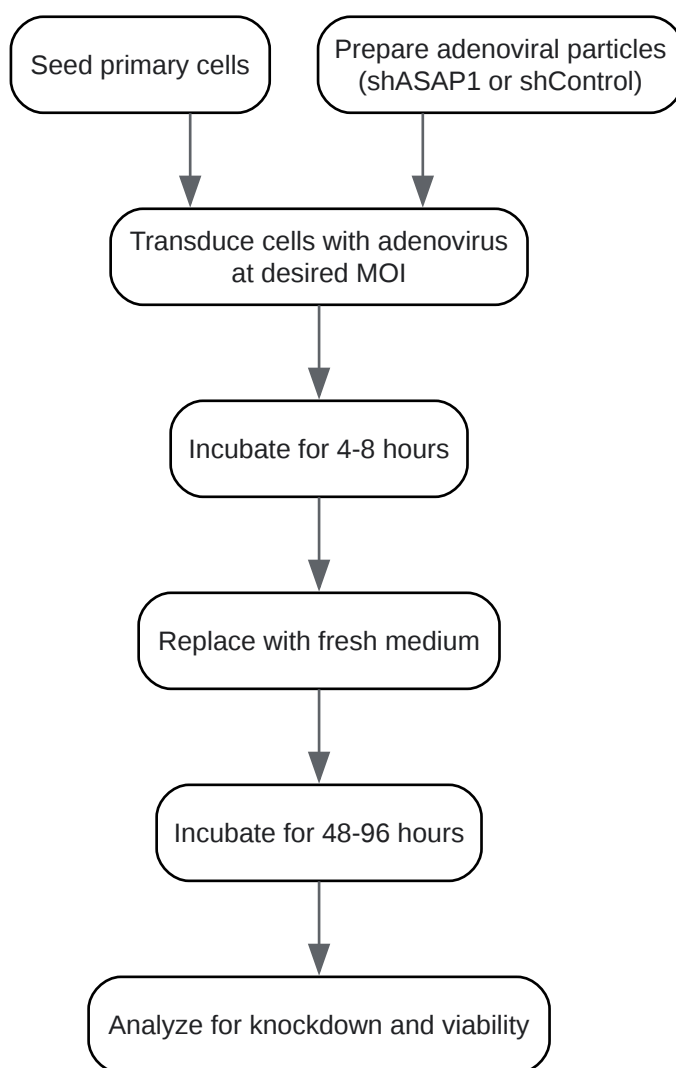 Seed primary cells
Prepare adenoviral particles
(shASAP1 or shControl)
Transduce cells with adenovirus
at desired MOI
Incubate for 4-8 hours
Replace with fresh medium
Incubate for 48-96 hours
Analyze for knockdown and viability